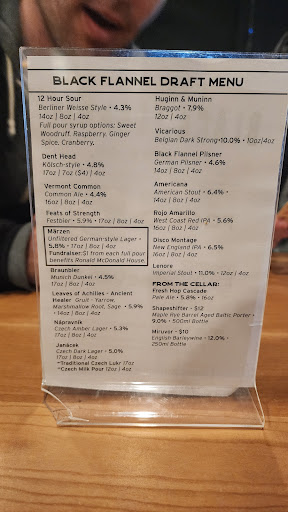 BLACK FLANNEL DRAFT MENU
12 Hour Sour
Berliner Weisse Style • 4.3%
14oz | 8oz | 4oz
Full pour syrup options: Sweet
Woodruff, Raspberry, Ginger
Spice, Cranberry.
Dent Head
Kölsch-style • 4.8%
17oz | 7oz ($4) | 4oz
Vermont Common
Common Ale • 4.4%
16oz | 8oz | 4oz
Feats of Strength
Festbier • 5.9% • 17oz | 8oz | 4oz
Märzen
Unfiltered German-style Lager •
5.8% • 17oz | 8oz | 4oz
Fundraiser:$1 from each full pour
benefits Ronald McDonald House.
Braunbier
Munich Dunkel • 4.5%
17oz | 8oz | 4oz
Leaves of Achilles - Ancient
Healer Gruit - Yarrow,
Marshmallow Root, Sage • 5.9%
• 14oz | 8oz | 4oz
Nápravník
Czech Amber Lager • 5.3%
17oz | 8oz | 4oz
Janáček
Czech Dark Lager • 5.0%
17oz | 8oz | 4oz
*Traditional Czech Lukr 17oz
*Czech Milk Pour 12oz | 4oz
Huginn & Muninn
Braggot • 7.9%
12oz | 4oz
Vicarious
Belgian Dark Strong•10.0% • 10oz|4oz
Black Flannel Pilsner
German Pilsner • 4.6%
14oz | 8oz | 4oz
Americana
American Stout • 6.4% •
14oz | 8oz | 4oz
Rojo Amarillo
West Coast Red IPA • 5.6%
16oz | 8oz | 4oz
Disco Montage
New England IPA • 6.5%
16oz | 8oz | 4oz
Lenore
Imperial Stout • 11.0% • 12oz | 4oz
FROM THE CELLAR:
Fresh Hop Cascade
Pale Ale • 5.8% • 16oz
Shapeshifter - $12
Maple Rye Barrel Aged Baltic Porter •
9.0% • 500ml Bottle
Miruvor - $10
English Barleywine • 12.0% •
250ml Bottle